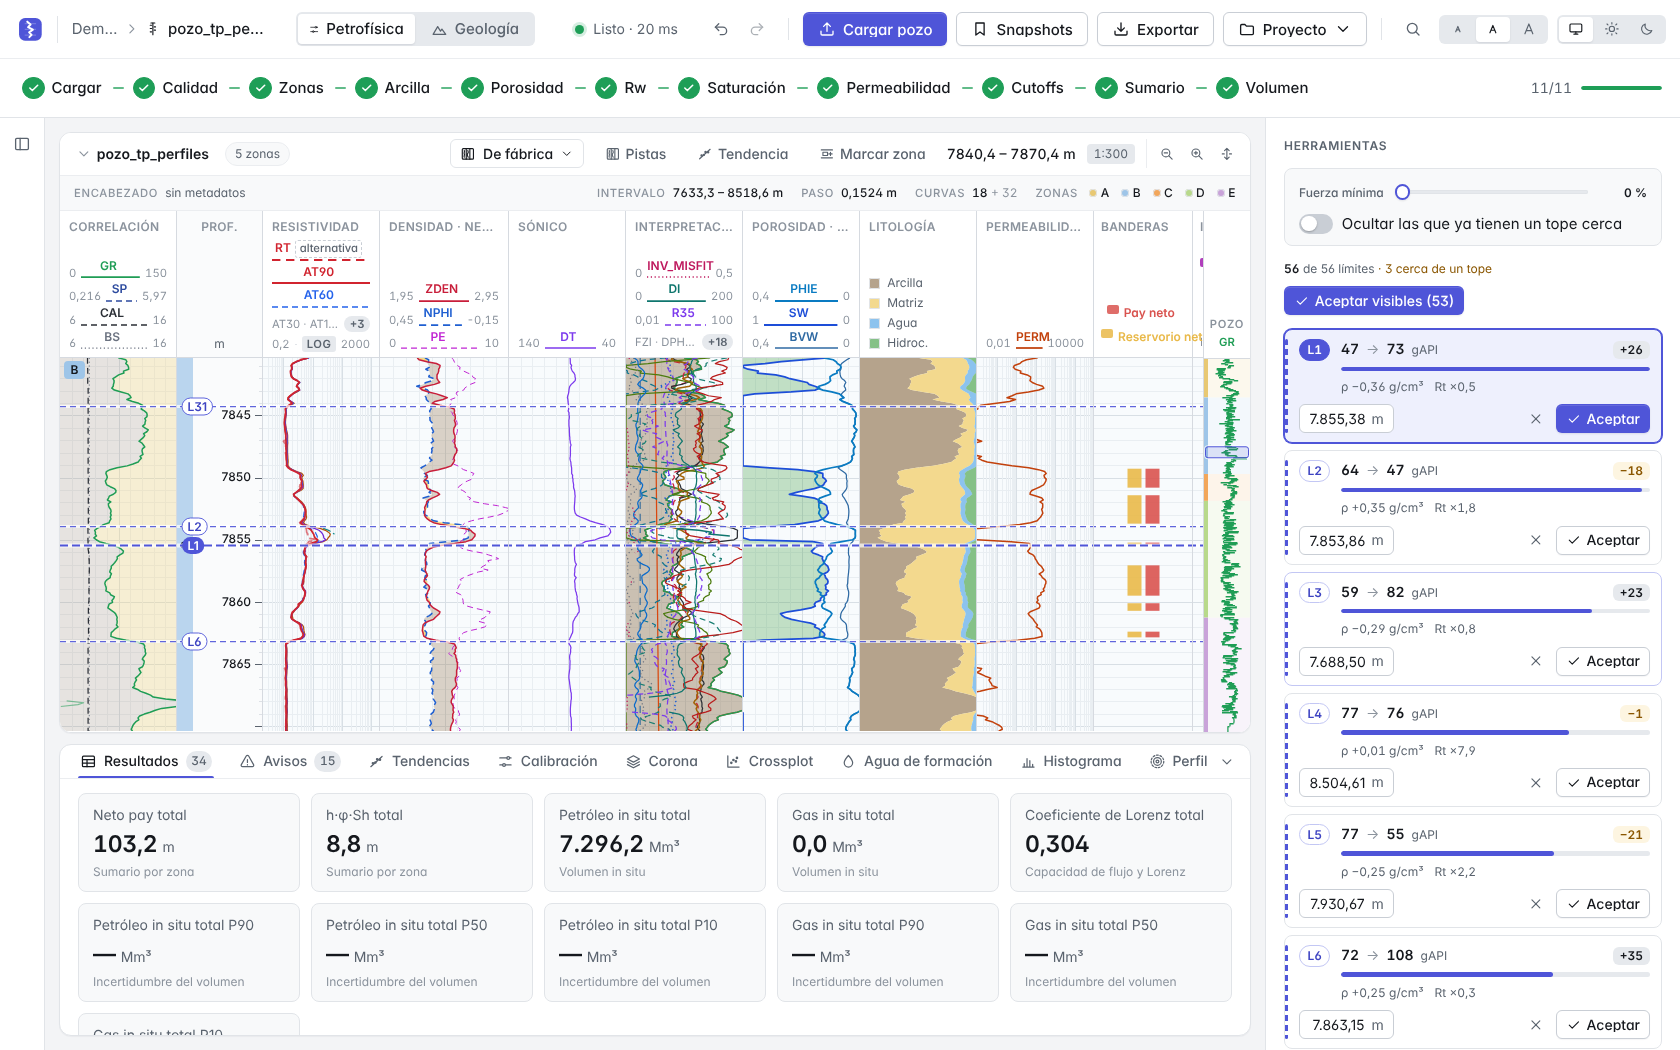 Dem... > pozo_tp_pe... Petrofísica Geología Listo · 20 ms Cargar pozo Snapshots Exportar Proyecto A A A
Cargar Calidad Zonas Arcilla Porosidad Rw Saturación Permeabilidad Cutoffs Sumario Volumen 11/11
pozo_tp_perfiles 5 zonas De fábrica Pistas Tendencia Marcar zona 7840,4 – 7870,4 m 1:300
ENCABEZADO sin metadatos INTERVALO 7633,3 – 8518,6 m PASO 0,1524 m CURVAS 18 + 32 ZONAS A B C D E
CORRELACIÓN PROF. RESISTIVIDAD DENSIDAD · NE... SÓNICO INTERPRETAC... POROSIDAD · ... LITOLOGÍA PERMEABILID... BANDERAS
RT alternativa
0 GR 150 AT90 0 INV_MISFIT 0,5 Arcilla
0,216 SP 5,97 AT60 1,95 ZDEN 2,95 0 DI 200 0,4 PHIE 0 Matriz
6 CAL 16 AT30 · AT1... +3 0,45 NPHI -0,15 0,01 R35 100 1 SW 0 Agua Pay neto
POZO
6 BS 16 m 0,2 LOG 2000 0 PE 10 140 DT 40 FZI · DPH... +18 0,4 BVW 0 Hidroc. 0,01 PERM 10000 Reservorio net GR
B
L31
7845
7850
L2
7855
L1
7860
L6
7865
Resultados 34 Avisos 15 Tendencias Calibración Corona Crossplot Agua de formación Histograma Perfil
Neto pay total
103,2 m
Sumario por zona
h·φ·Sh total
8,8 m
Sumario por zona
Petróleo in situ total
7.296,2 Mm³
Volumen in situ
Gas in situ total
0,0 Mm³
Volumen in situ
Coeficiente de Lorenz total
0,304
Capacidad de flujo y Lorenz
Petróleo in situ total P90
— Mm³
Incertidumbre del volumen
Petróleo in situ total P50
— Mm³
Incertidumbre del volumen
Petróleo in situ total P10
— Mm³
Incertidumbre del volumen
Gas in situ total P90
— Mm³
Incertidumbre del volumen
Gas in situ total P50
— Mm³
Incertidumbre del volumen
Gas in situ total P10
HERRAMIENTAS
Fuerza mínima 0 %
Ocultar las que ya tienen un tope cerca
56 de 56 límites · 3 cerca de un tope
Aceptar visibles (53)
L1 47 → 73 gAPI +26
ρ −0,36 g/cm³ Rt ×0,5
7.855,38 m × Aceptar
L2 64 → 47 gAPI −18
ρ +0,35 g/cm³ Rt ×1,8
7.853,86 m × Aceptar
L3 59 → 82 gAPI +23
ρ −0,29 g/cm³ Rt ×0,8
7.688,50 m × Aceptar
L4 77 → 76 gAPI −1
ρ +0,01 g/cm³ Rt ×7,9
8.504,61 m × Aceptar
L5 77 → 55 gAPI −21
ρ −0,25 g/cm³ Rt ×2,2
7.930,67 m × Aceptar
L6 72 → 108 gAPI +35
ρ +0,25 g/cm³ Rt ×0,3
7.863,15 m × Aceptar